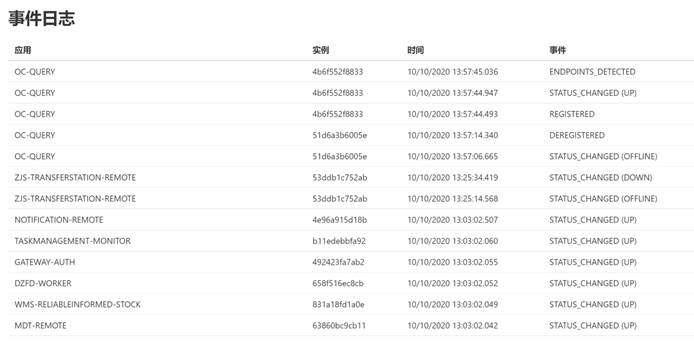 事件日志
应用 实例 时间 事件
OC-QUERY 4b6f552f8833 10/10/2020 13:57:45.036 ENDPOINTS_DETECTED
OC-QUERY 4b6f552f8833 10/10/2020 13:57:44.947 STATUS_CHANGED (UP)
OC-QUERY 4b6f552f8833 10/10/2020 13:57:44.493 REGISTERED
OC-QUERY 51d6a3b6005e 10/10/2020 13:57:14.340 DEREGISTERED
OC-QUERY 51d6a3b6005e 10/10/2020 13:57:06.665 STATUS_CHANGED (OFFLINE)
ZJS-TRANSFERSTATION-REMOTE 53ddb1c752ab 10/10/2020 13:25:34.419 STATUS_CHANGED (DOWN)
ZJS-TRANSFERSTATION-REMOTE 53ddb1c752ab 10/10/2020 13:25:14.568 STATUS_CHANGED (OFFLINE)
NOTIFICATION-REMOTE 4e96a915d18b 10/10/2020 13:03:02.507 STATUS_CHANGED (UP)
TASKMANAGEMENT-MONITOR b11edebbfa92 10/10/2020 13:03:02.060 STATUS_CHANGED (UP)
GATEWAY-AUTH 492423fa7ab2 10/10/2020 13:03:02.055 STATUS_CHANGED (UP)
DZFD-WORKER 658f516ec8cb 10/10/2020 13:03:02.052 STATUS_CHANGED (UP)
WMS-RELIABLEINFORMED-STOCK 831a18fd1a0e 10/10/2020 13:03:02.049 STATUS_CHANGED (UP)
MDT-REMOTE 63860bc9cb11 10/10/2020 13:03:02.042 STATUS_CHANGED (UP)